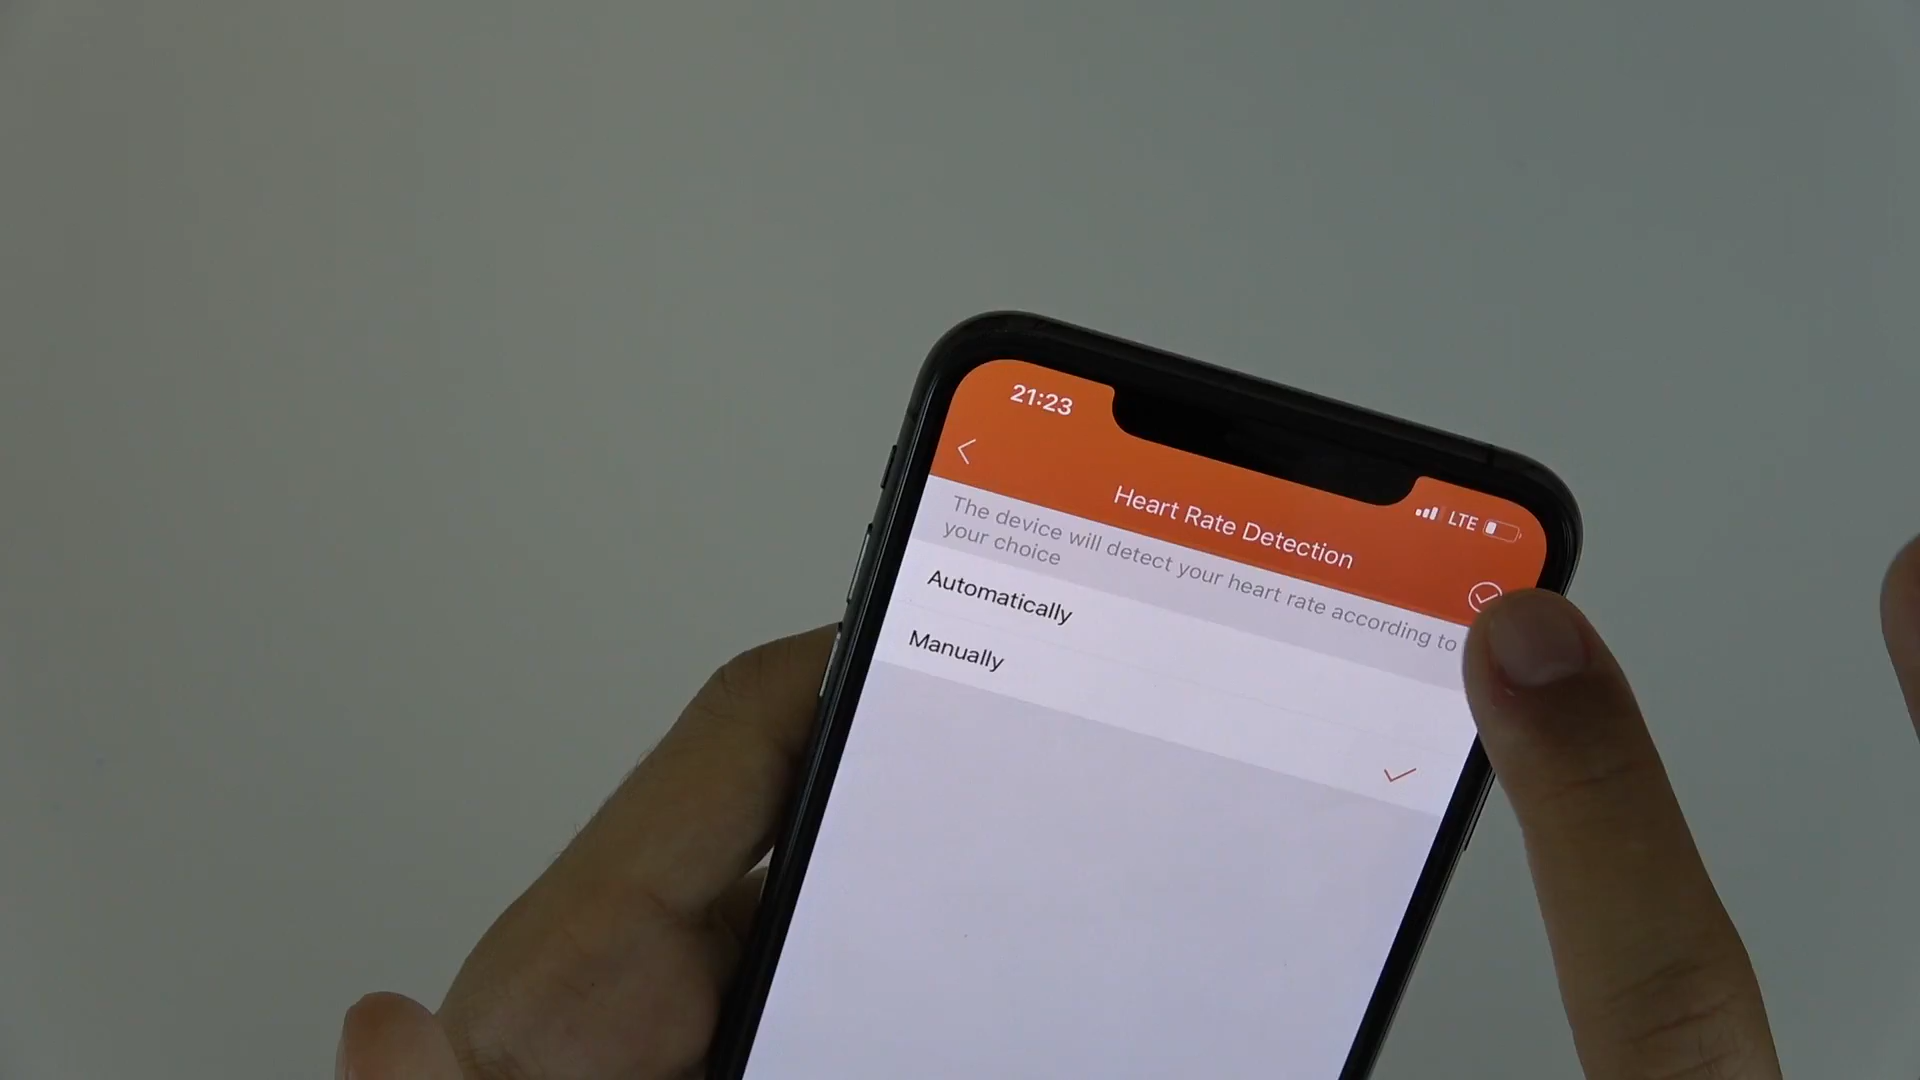 21:23
LTE
Heart Rate Detection
The device will detect your heart rate according to
your choice
Automatically
Manually